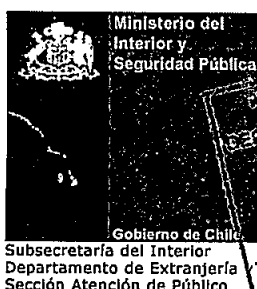 Ministerio del
Interior y
Seguridad Pública
Gobierno de Chile
Subsecretaría del Interior
Departamento de Extranjería
Sección Atención de Público